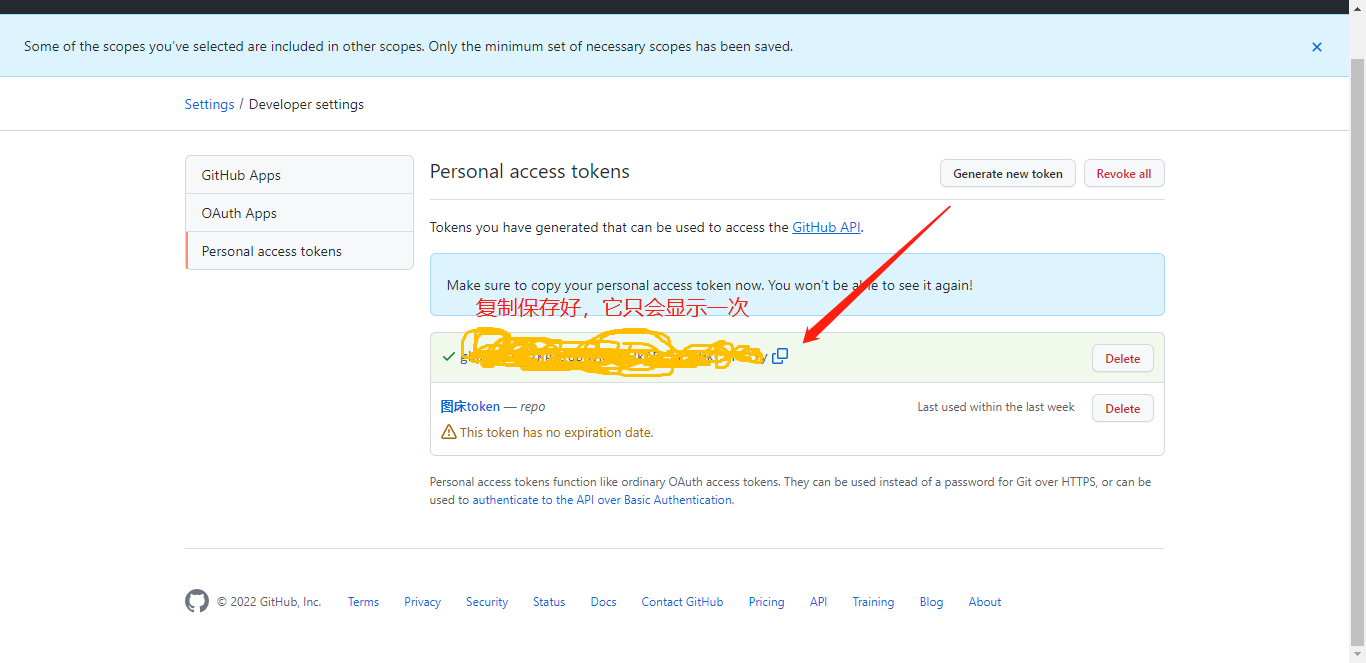 Some of the scopes you've selected are included in other scopes. Only the minimum set of necessary scopes has been saved.
Settings / Developer settings
GitHub Apps
OAuth Apps
Personal access tokens
Personal access tokens
Generate new token
Revoke all
Tokens you have generated that can be used to access the GitHub API.
Make sure to copy your personal access token now. You won't be able to see it again!
复制保存好，它只会显示一次
Delete
图床token — repo
Last used within the last week
Delete
This token has no expiration date.
Personal access tokens function like ordinary OAuth access tokens. They can be used instead of a password for Git over HTTPS, or can be
used to authenticate to the API over Basic Authentication.
© 2022 GitHub, Inc.
Terms
Privacy
Security
Status
Docs
Contact GitHub
Pricing
API
Training
Blog
About